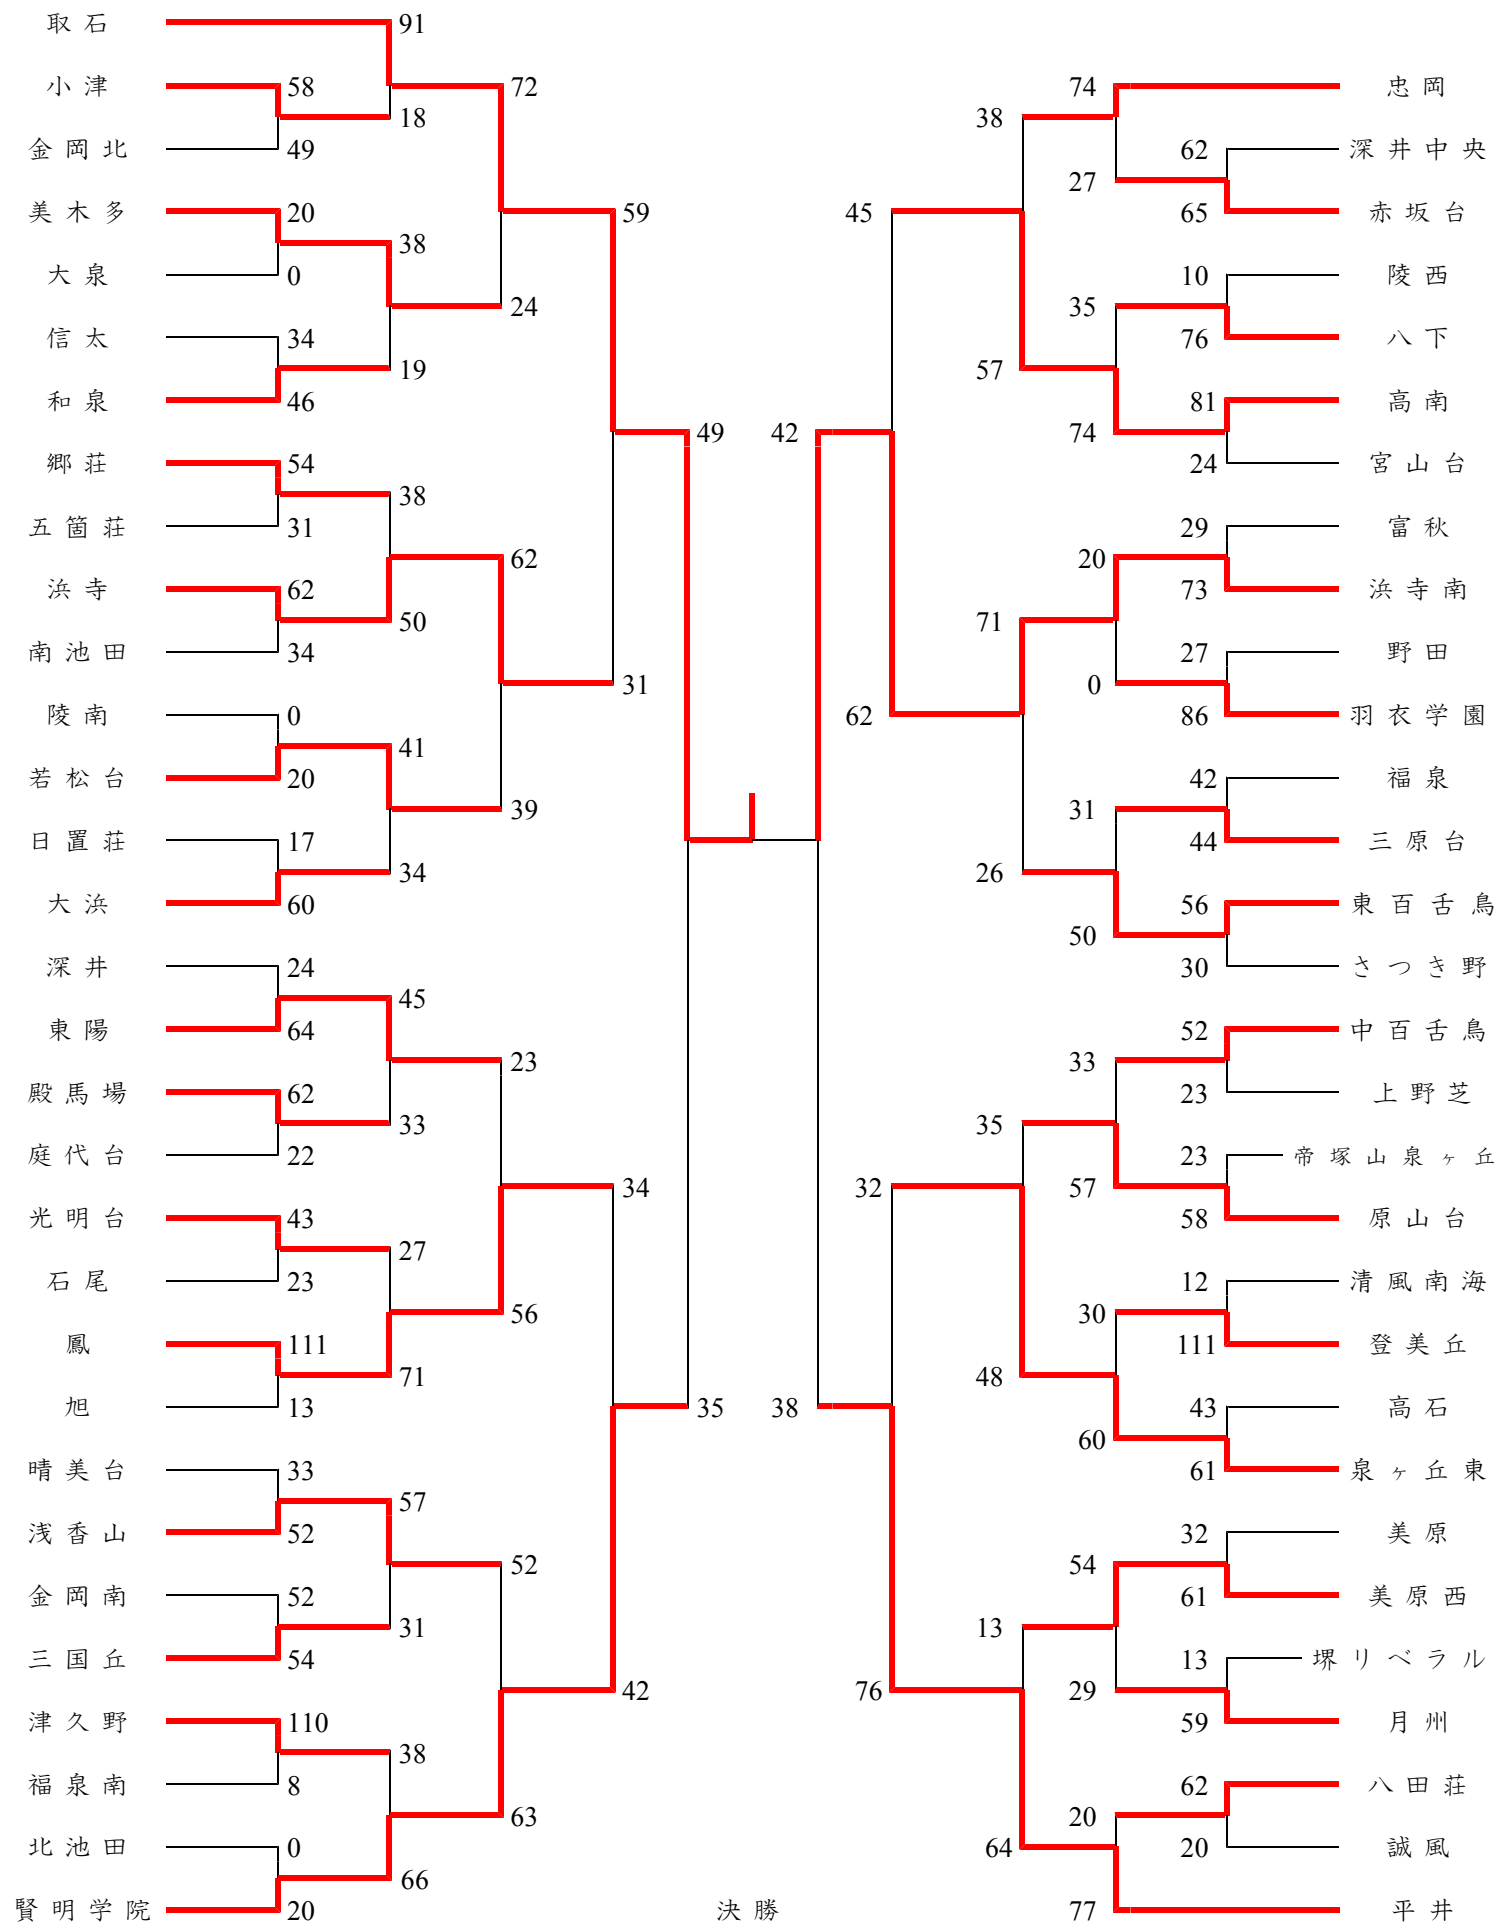 取石 91
小津 58 72 74 忠岡
18 38
金岡北 49 62 深井中央
27
美木多 20 59 45 65 赤坂台
38
大泉 0 10 陵西
24 35
信太 34 76 八下
19 57
和泉 46 81 高南
49 42 74
郷荘 54 24 宮山台
38
五箇荘 31 29 富秋
62 20
浜寺 62 73 浜寺南
50 71
南池田 34 27 野田
31 0
陵南 0 62 86 羽衣学園
41
若松台 20 42 福泉
39 31
日置荘 17 44 三原台
34 26
大浜 60 56 東百舌鳥
50
深井 24 30 さつき野
45
東陽 64 52 中百舌鳥
23 33
殿馬場 62 23 上野芝
33 35
庭代台 22 23 帝塚山泉ヶ丘
34 32 57
光明台 43 58 原山台
27
石尾 23 12 清風南海
56 30
鳳 111 111 登美丘
71 48
旭 13 35 38 43 高石
60
晴美台 33 61 泉ヶ丘東
57
浅香山 52 32 美原
52 54
金岡南 52 61 美原西
31 13
三国丘 54 13 堺リベラル
42 76 29
津久野 110 59 月州
38
福泉南 8 62 八田荘
63 20
北池田 0 64 20 誠風
66
賢明学院 20 決勝 77 平井